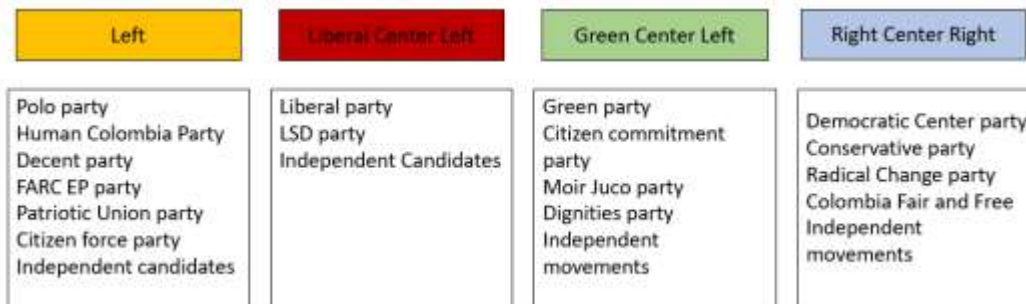 Left
Liberal Center Left
Green Center Left
Right Center Right
Polo party
Human Colombia Party
Decent party
FARC EP party
Patriotic Union party
Citizen force party
Independent candidates
Liberal party
LSD party
Independent Candidates
Green party
Citizen commitment
party
Moir Juco party
Dignities party
Independent
movements
Democratic Center party
Conservative party
Radical Change party
Colombia Fair and Free
Independent
movements